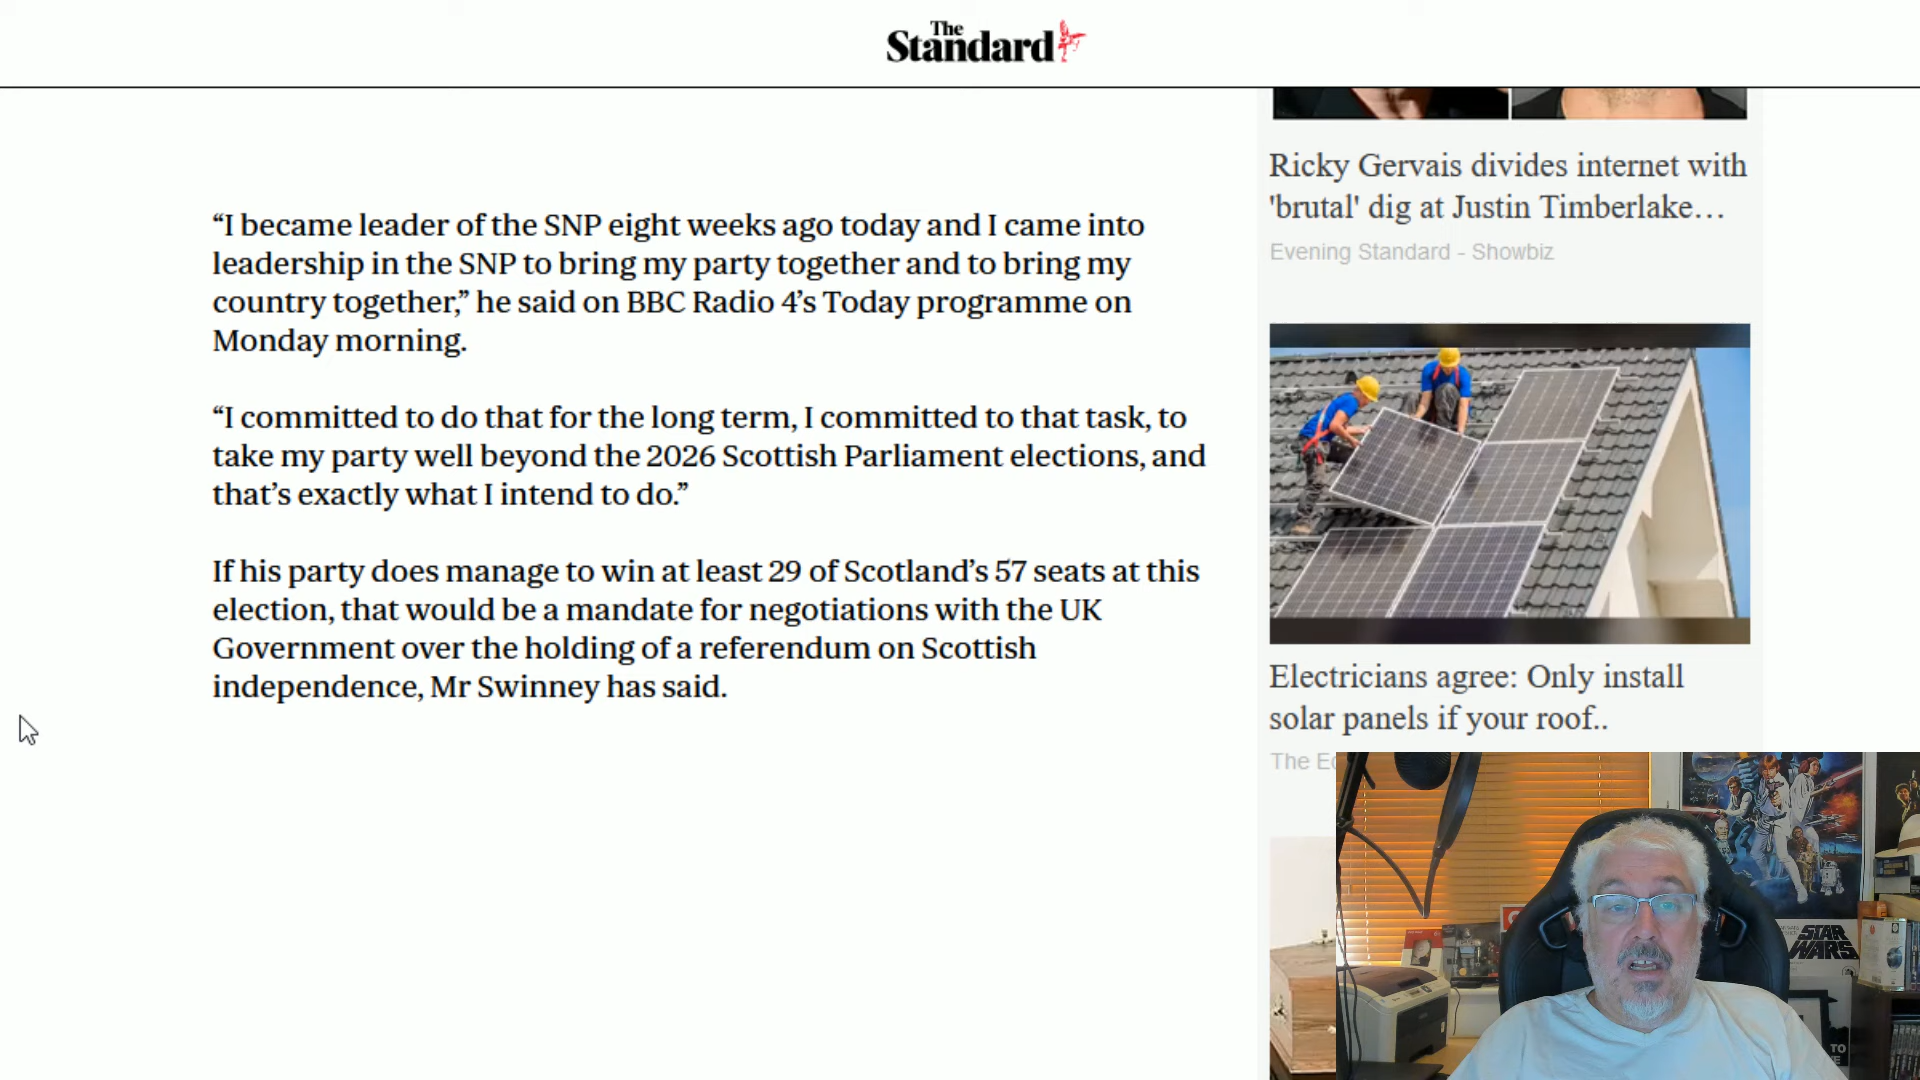 The
Standard
“I became leader of the SNP eight weeks ago today and I came into
leadership in the SNP to bring my party together and to bring my
country together,” he said on BBC Radio 4’s Today programme on
Monday morning.
“I committed to do that for the long term, I committed to that task, to
take my party well beyond the 2026 Scottish Parliament elections, and
that’s exactly what I intend to do.”
If his party does manage to win at least 29 of Scotland’s 57 seats at this
election, that would be a mandate for negotiations with the UK
Government over the holding of a referendum on Scottish
independence, Mr Swinney has said.
Ricky Gervais divides internet with
'brutal' dig at Justin Timberlake…
Evening Standard - Showbiz
Electricians agree: Only install
solar panels if your roof..
The
STAR
WARS
TO